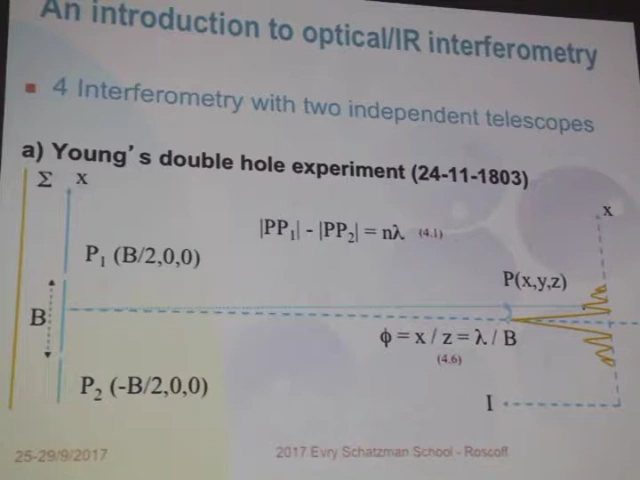 An introduction to optical/IR interferometry
4 Interferometry with two independent telescopes
a) Young's double hole experiment (24-11-1803)
Σ x
x
|PP₁| - |PP₂| = nλ (4.1)
P₁ (B/2,0,0)
P(x,y,z)
B
ϕ = x / z = λ / B
(4.6)
P₂ (-B/2,0,0)
I
25-29/9/2017
2017 Evry Schatzman School - Roscoff